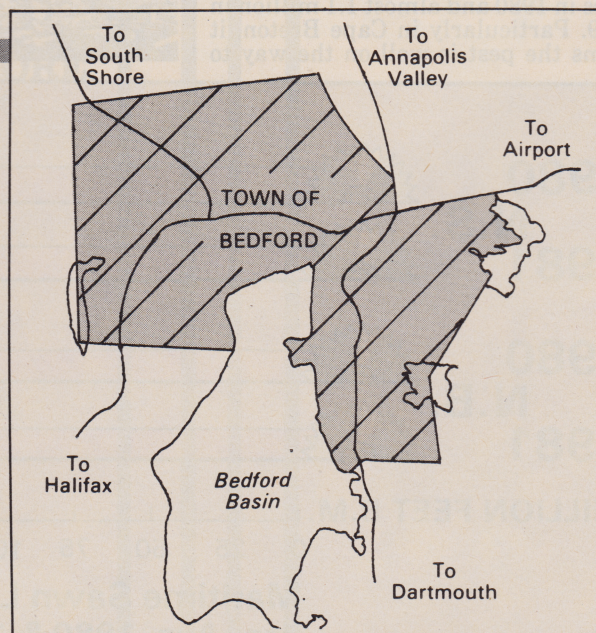 To
South
Shore
To
Annapolis
Valley
To
Airport
TOWN OF
BEDFORD
To
Halifax
Bedford
Basin
To
Dartmouth